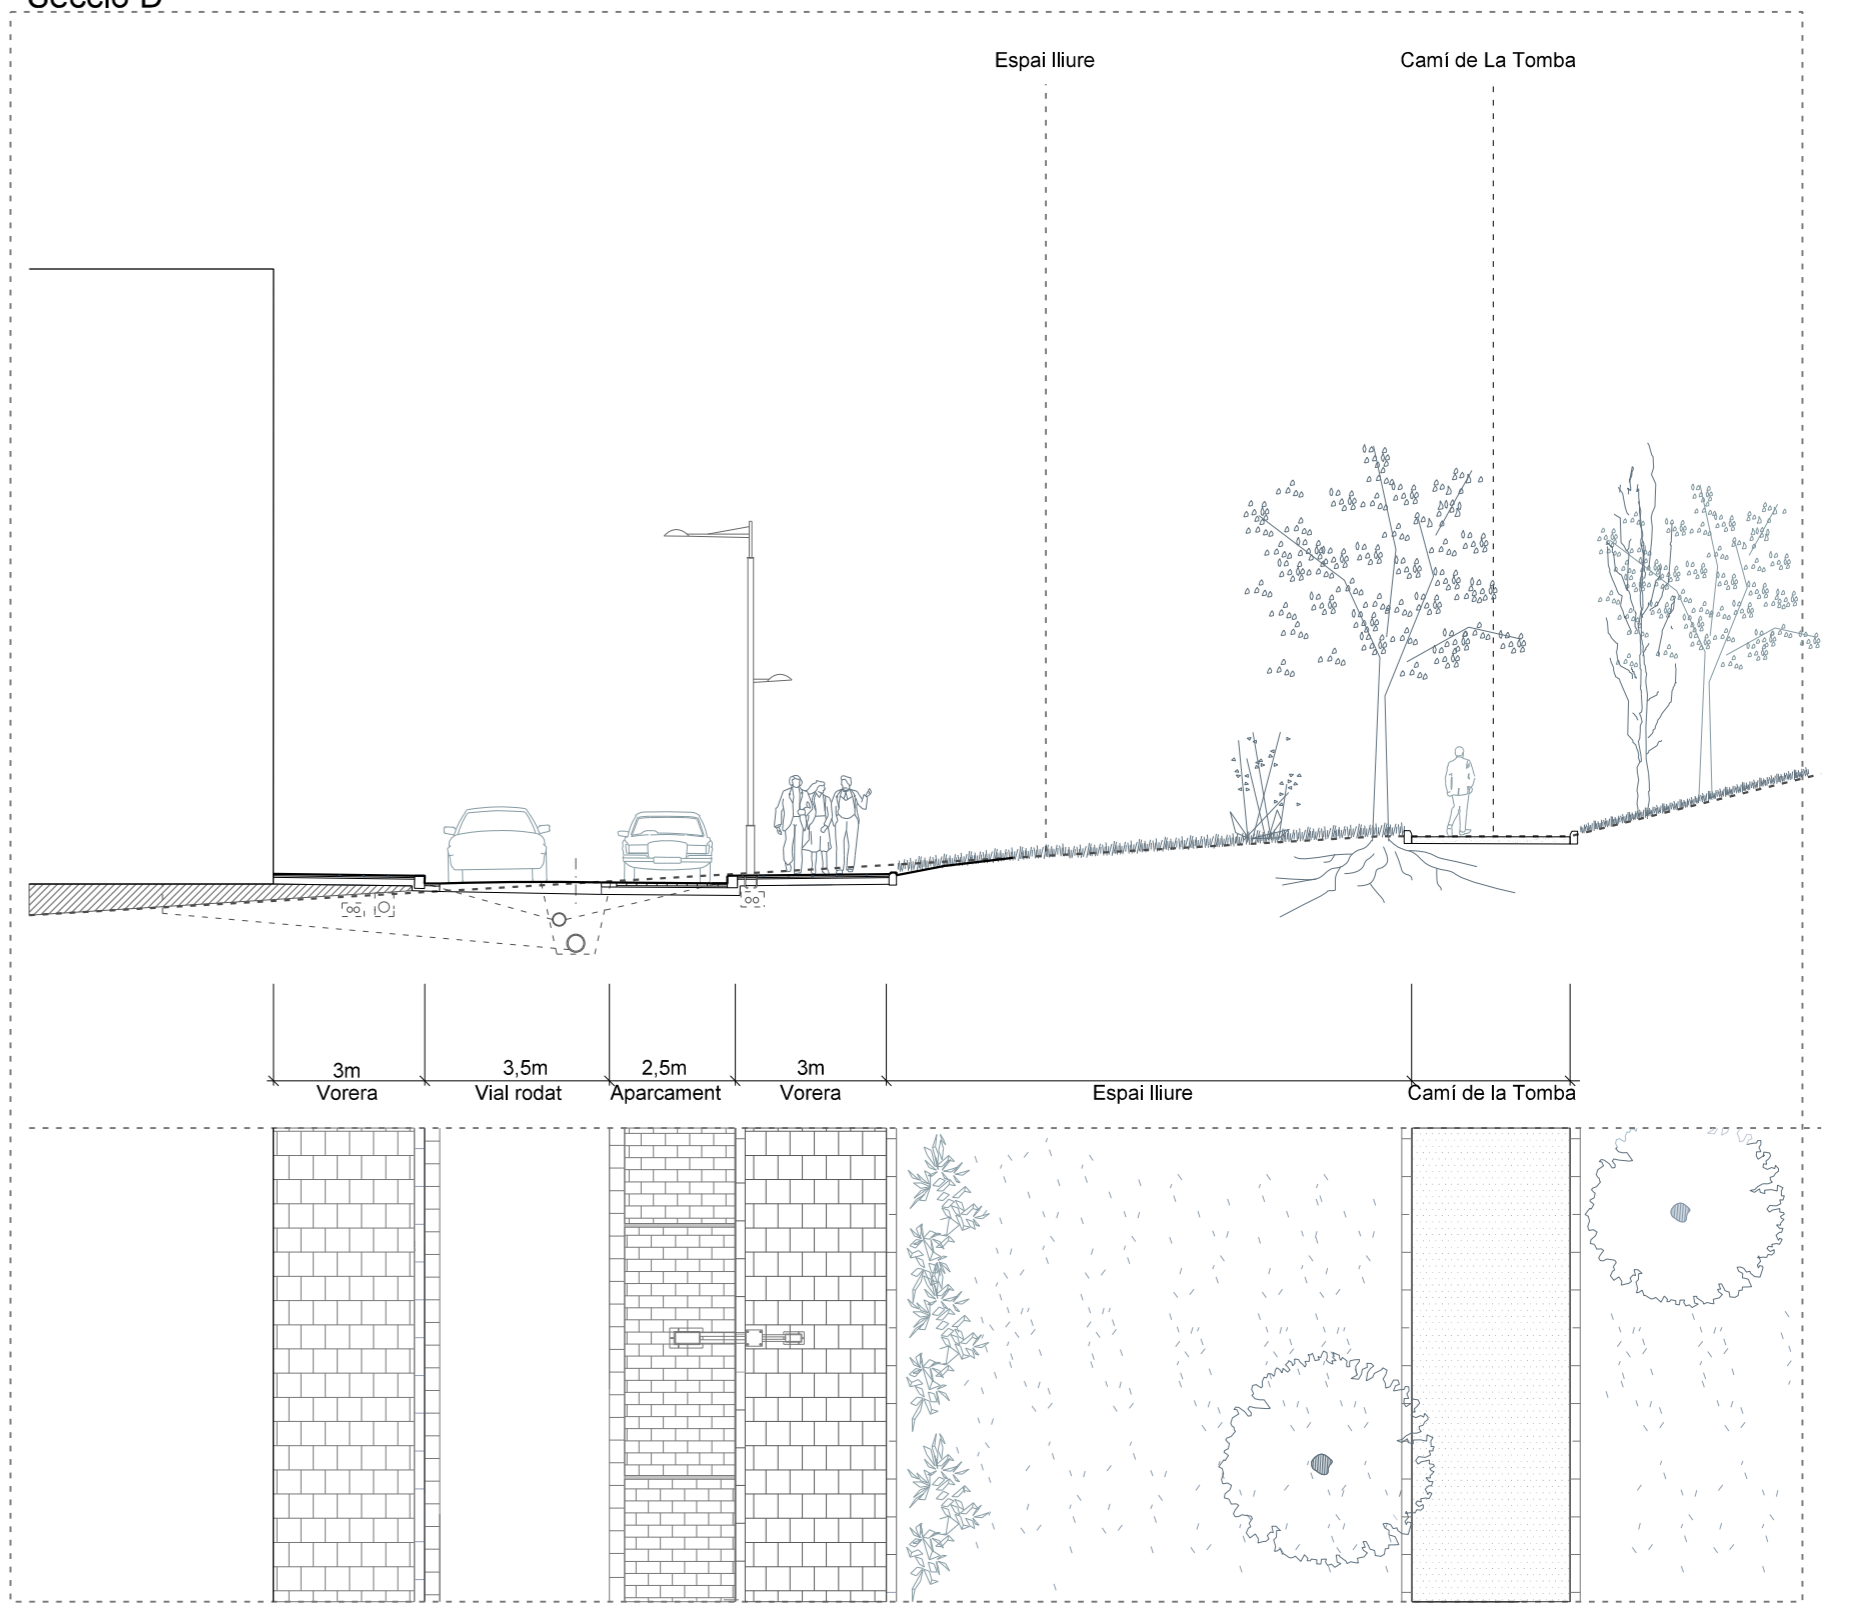 Secció D
Espai lliure
Camí de La Tomba
3m
3,5m
2,5m
3m
Vorera
Vial rodat
Aparcament
Vorera
Espai lliure
Camí de la Tomba